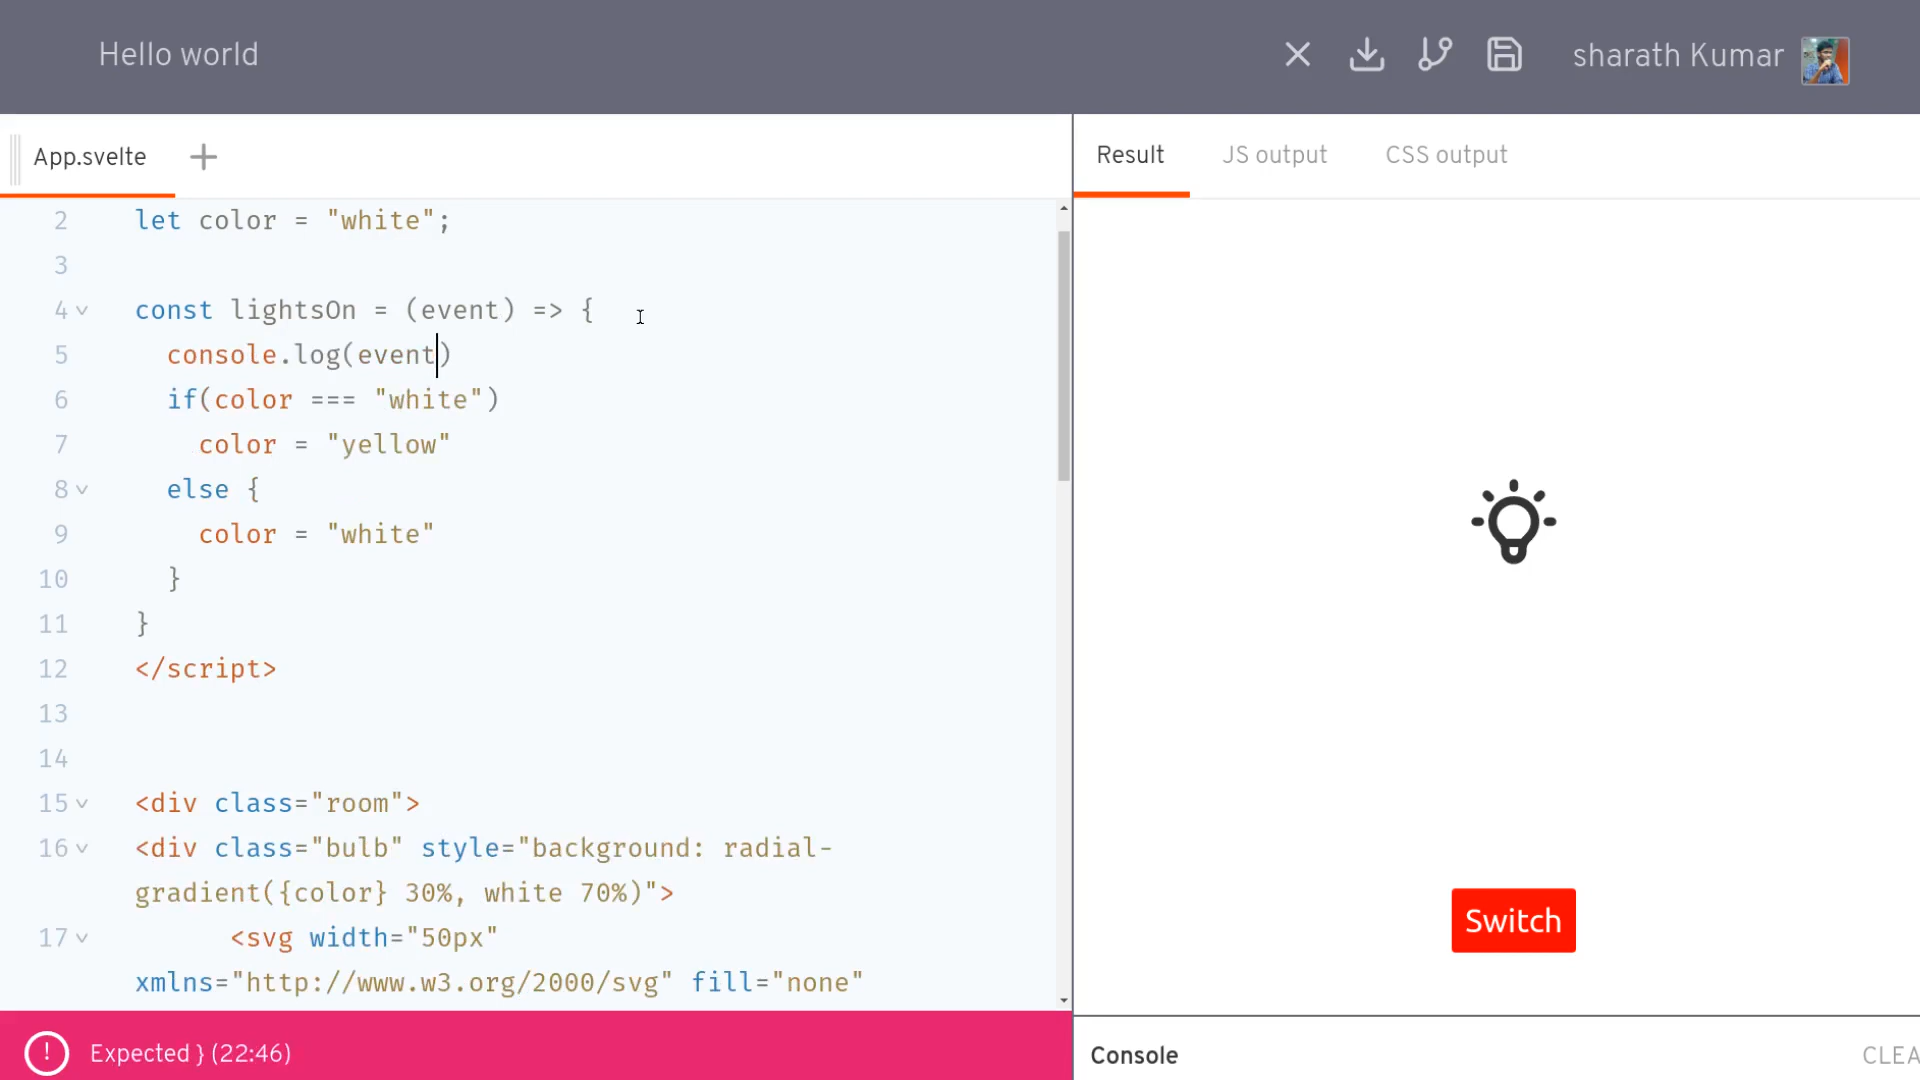 Hello world
sharath Kumar
App.svelte
Result JS output CSS output
2 let color = "white";
3
4 const lightsOn = (event) => {
5 console.log(event)
6 if(color === "white")
7 color = "yellow"
8 else {
9 color = "white"
10 }
11 }
12 </script>
13
14
15 <div class="room">
16 <div class="bulb" style="background: radial-
gradient({color} 30%, white 70%)">
17 <svg width="50px"
xmlns="http://www.w3.org/2000/svg" fill="none"
Switch
! Expected } (22:46)
Console
CLEA